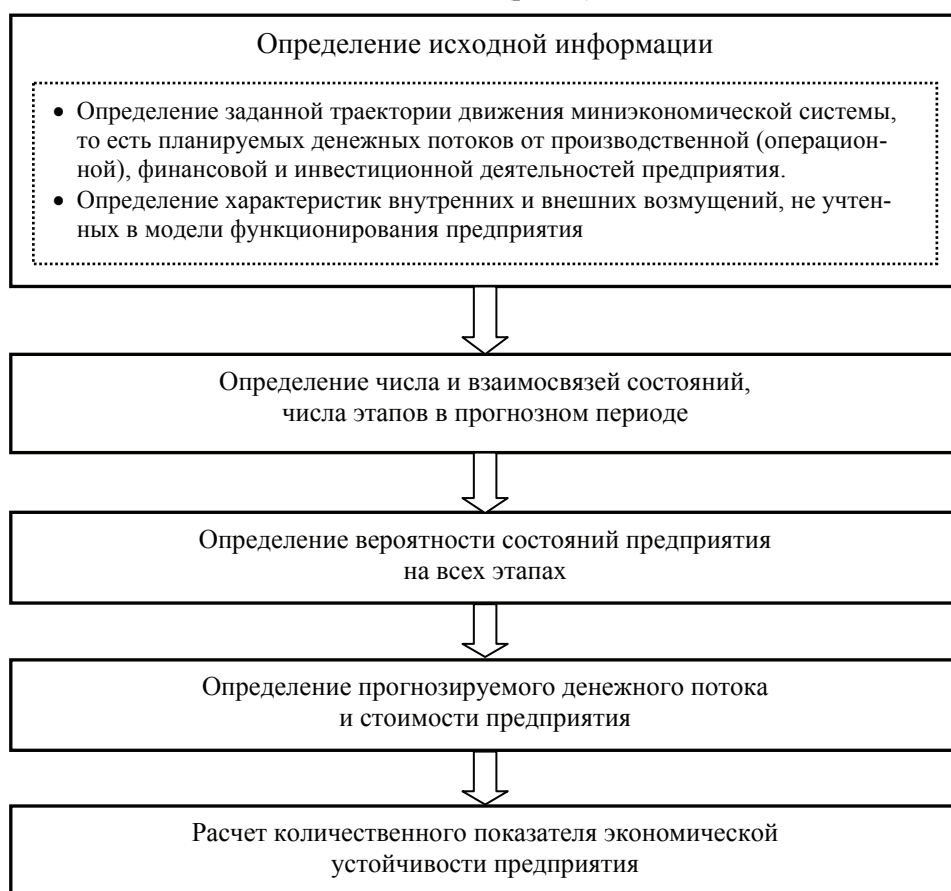 Определение исходной информации
• Определение заданной траектории движения миниэкономической системы,
то есть планируемых денежных потоков от производственной (операцион-
ной), финансовой и инвестиционной деятельностей предприятия.
• Определение характеристик внутренних и внешних возмущений, не учтен-
ных в модели функционирования предприятия
Определение числа и взаимосвязей состояний,
числа этапов в прогнозном периоде
Определение вероятности состояний предприятия
на всех этапах
Определение прогнозируемого денежного потока
и стоимости предприятия
Расчет количественного показателя экономической
устойчивости предприятия